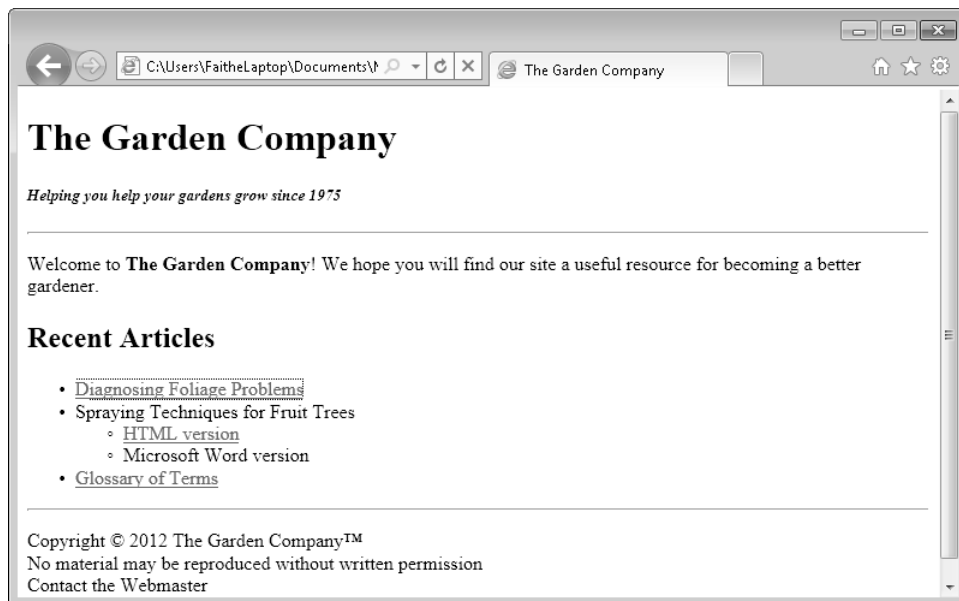 C:\Users\FaitheLaptop\Documents\
The Garden Company
The Garden Company
Helping you help your gardens grow since 1975
Welcome to The Garden Company! We hope you will find our site a useful resource for becoming a better
gardener.
Recent Articles
• Diagnosing Foliage Problems
• Spraying Techniques for Fruit Trees
◦ HTML version
◦ Microsoft Word version
• Glossary of Terms
Copyright © 2012 The Garden Company™
No material may be reproduced without written permission
Contact the Webmaster